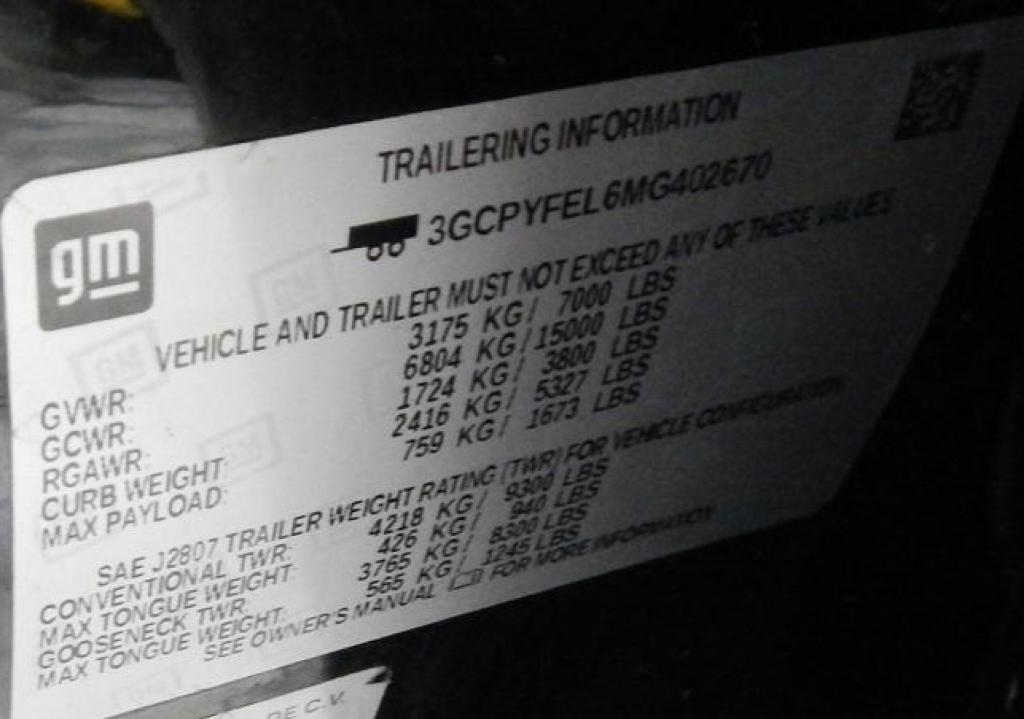 TRAILERING INFORMATION
3GCPYFEL6MG402670
gm
VEHICLE AND TRAILER MUST NOT EXCEED ANY OF THESE VALUES
GVWR: 3175 KG/ 7000 LBS
GCWR: 6804 KG/15000 LBS
RGAWR: 1724 KG/ 3800 LBS
CURB WEIGHT: 2416 KG/ 5327 LBS
MAX PAYLOAD: 759 KG/ 1673 LBS
SAE J2807 TRAILER WEIGHT RATING (TWR) FOR VEHICLE CONFIGURATION
CONVENTIONAL TWR: 4218 KG/ 9300 LBS
MAX TONGUE WEIGHT: 426 KG/ 940 LBS
GOOSENECK TWR: 3765 KG/ 8300 LBS
MAX TONGUE WEIGHT: 565 KG/ 1245 LBS
SEE OWNER'S MANUAL FOR MORE INFORMATION
DE C.V.